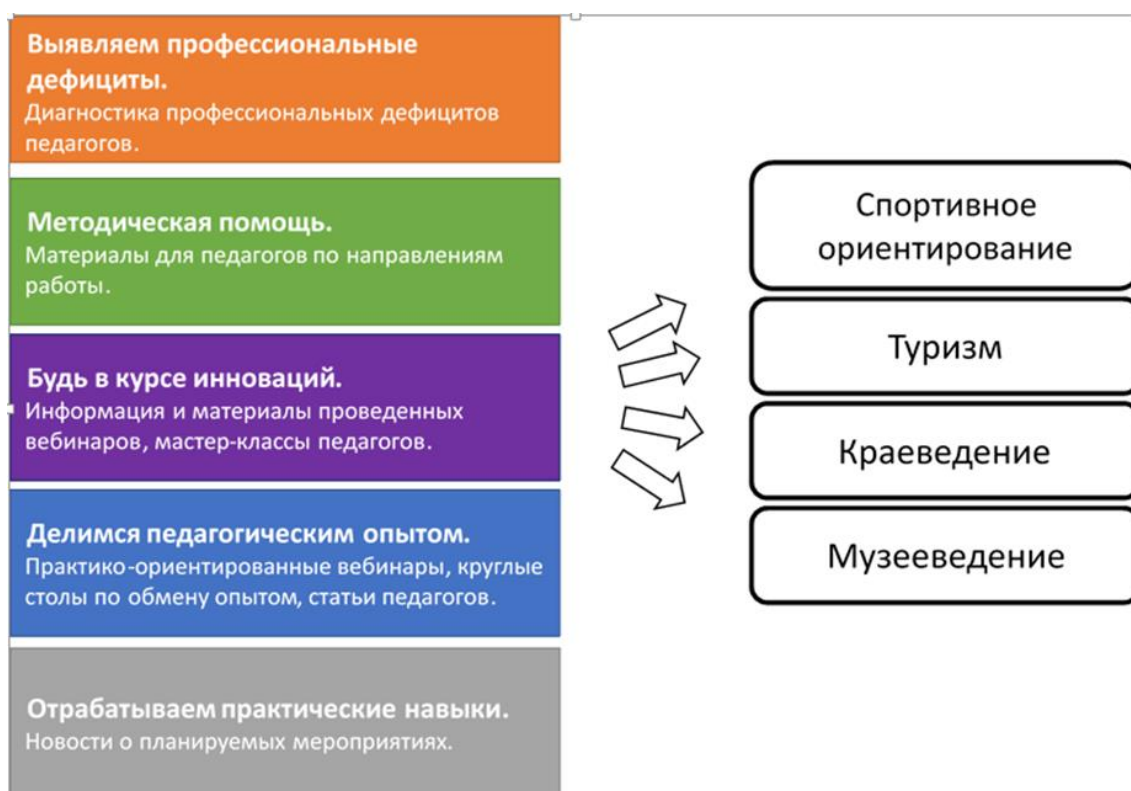 Выявляем профессиональные
дефициты.
Диагностика профессиональных дефицитов
педагогов.
Методическая помощь.
Материалы для педагогов по направлениям
работы.
Будь в курсе инноваций.
Информация и материалы проведенных
вебинаров, мастер-классы педагогов.
Делимся педагогическим опытом.
Практико-ориентированные вебинары, круглые
столы по обмену опытом, статьи педагогов.
Отрабатываем практические навыки.
Новости о планируемых мероприятиях.
Спортивное
ориентирование
Туризм
Краеведение
Музееведение